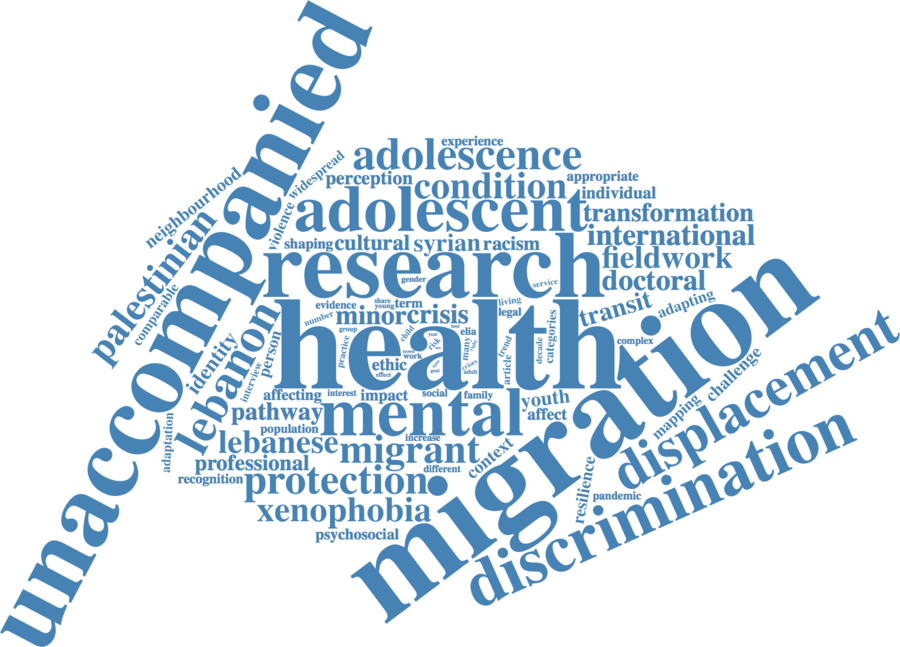 unaccompanied
experience
adolescence
widespread
perception
condition
appropriate
individual
neighbourhood
violence
adolescent
transformation
palestinian
shaping
cultural
syrian
racism
international
research
fieldwork
gender
service
doctoral
comparable
evidence
share
young
term
living
transit
adapting
number
minor
crisis
legal
health
lebanon
identity
person
interview
group
practice
child
year
risk
elia
many
trend
article
decade
categories
complex
ethic
effect
work
goal
crises
adult
migration
displacement
challenge
mapping
affecting
interest
impact
social
family
youth
pathway
mental
affect
population
adaptation
lebanese
increase
migrant
context
professional
different
recognition
protection
resilience
pandemic
xenophobia
discrimination
psychosocial